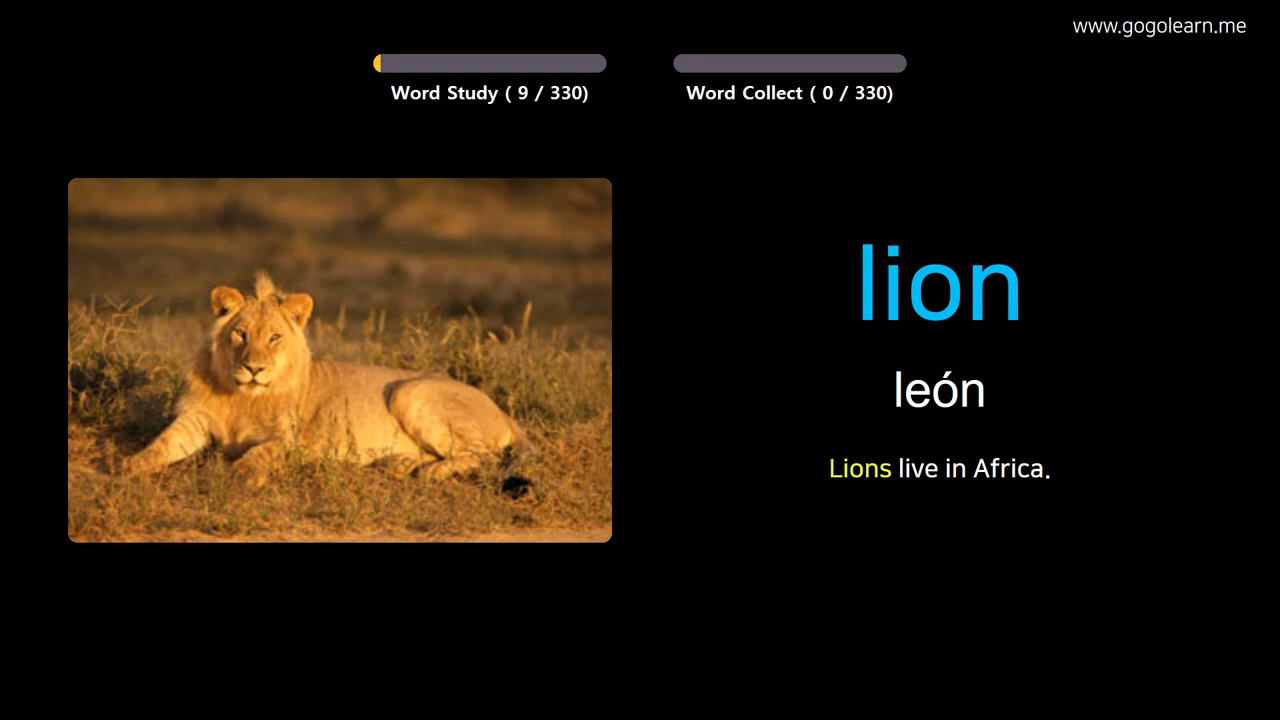 www.gogolearn.me
Word Study ( 9 / 330)
Word Collect ( 0 / 330)
lion
león
Lions live in Africa.